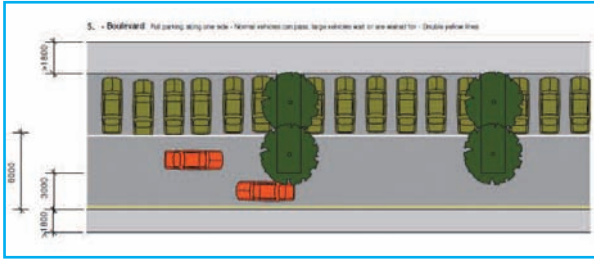 5. - Boulevard Full parking along one side - Normal vehicles can pass, large vehicles wait or are waited for - Double yellow lines
>1800
6000
3000
>1800